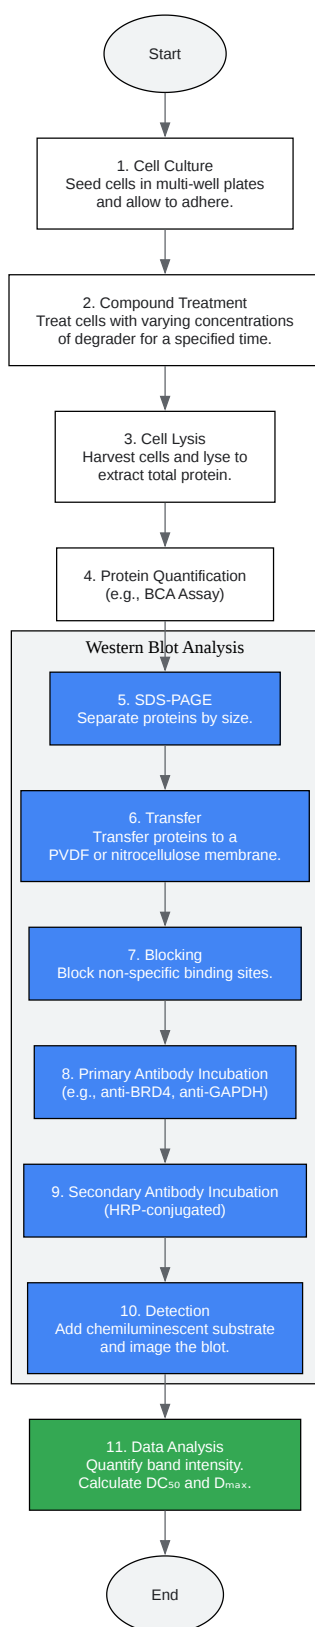 Start
1. Cell Culture
Seed cells in multi-well plates
and allow to adhere.
2. Compound Treatment
Treat cells with varying concentrations
of degrader for a specified time.
3. Cell Lysis
Harvest cells and lyse to
extract total protein.
4. Protein Quantification
(e.g., BCA Assay)
Western Blot Analysis
5. SDS-PAGE
Separate proteins by size.
6. Transfer
Transfer proteins to a
PVDF or nitrocellulose membrane.
7. Blocking
Block non-specific binding sites.
8. Primary Antibody Incubation
(e.g., anti-BRD4, anti-GAPDH)
9. Secondary Antibody Incubation
(HRP-conjugated)
10. Detection
Add chemiluminescent substrate
and image the blot.
11. Data Analysis
Quantify band intensity.
Calculate DC₅₀ and Dₘₐₓ.
End